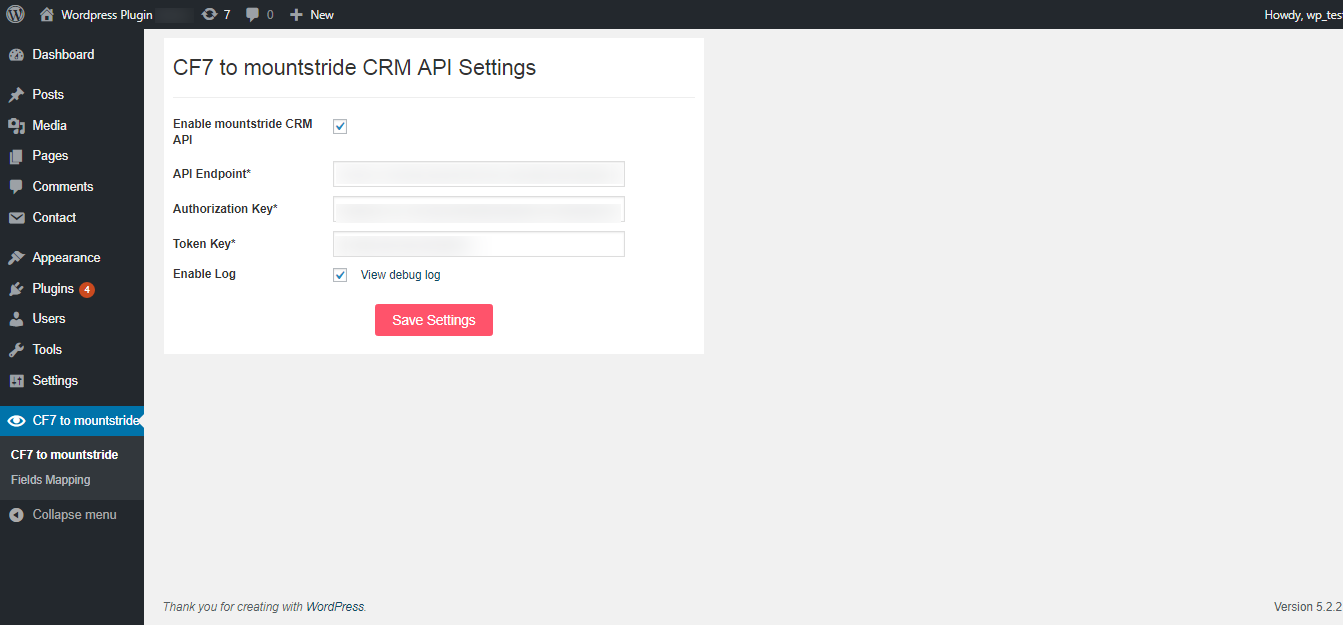 Wordpress Plugin
7
0
New
Howdy, wp_tes
Dashboard
Posts
Media
Pages
Comments
Contact
Appearance
Plugins 4
Users
Tools
Settings
CF7 to mountstride
CF7 to mountstride
Fields Mapping
Collapse menu
CF7 to mountstride CRM API Settings
Enable mountstride CRM
API
API Endpoint*
Authorization Key*
Token Key*
Enable Log
View debug log
Save Settings
Thank you for creating with WordPress.
Version 5.2.2